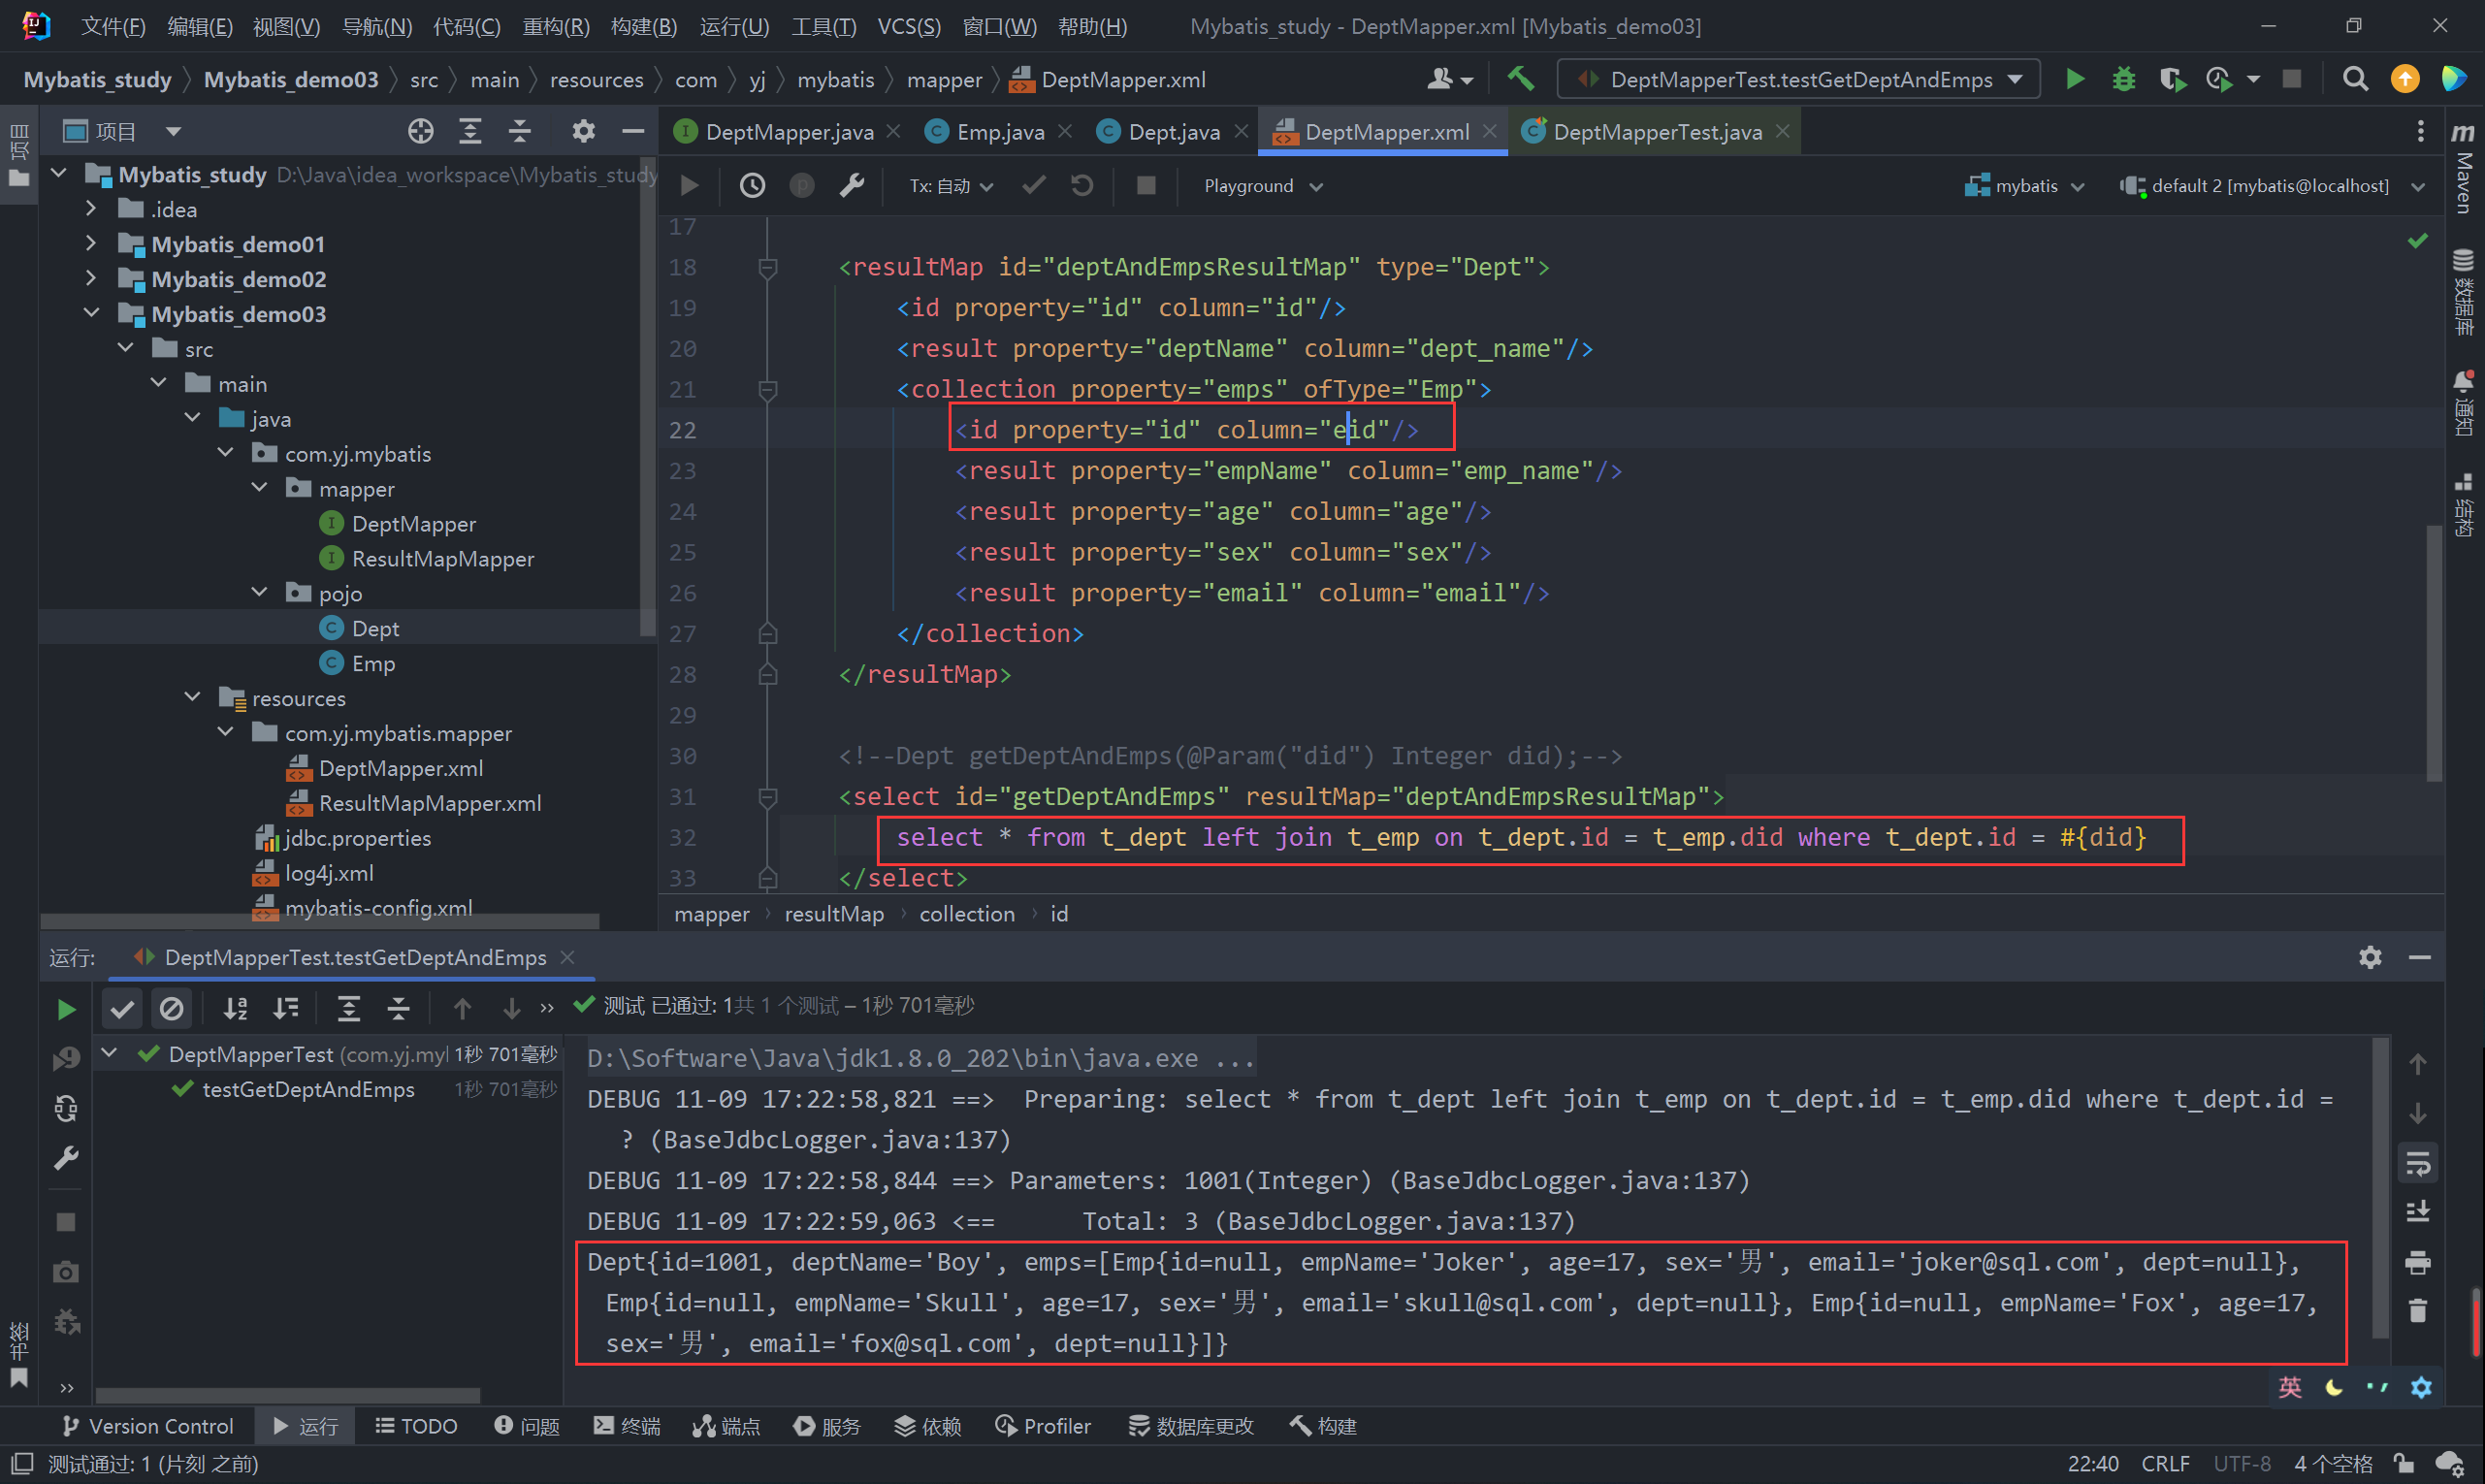 文件(F) 编辑(E) 视图(V) 导航(N) 代码(C) 重构(R) 构建(B) 运行(U) 工具(T) VCS(S) 窗口(W) 帮助(H) Mybatis_study - DeptMapper.xml [Mybatis_demo03]
Mybatis_study Mybatis_demo03 src main resources com yj mybatis mapper DeptMapper.xml DeptMapperTest.testGetDeptAndEmps
项目
项目
DeptMapper.java Emp.java Dept.java DeptMapper.xml DeptMapperTest.java
Tx: 自动 Playground mybatis default 2 [mybatis@localhost]
Mybatis_study D:\Java\idea_workspace\Mybatis_study
.idea
Mybatis_demo01
Mybatis_demo02
Mybatis_demo03
src
main
java
com.yj.mybatis
mapper
DeptMapper
ResultMapMapper
pojo
Dept
Emp
resources
com.yj.mybatis.mapper
DeptMapper.xml
ResultMapMapper.xml
jdbc.properties
log4j.xml
mybatis-config.xml
17
18 <resultMap id="deptAndEmpsResultMap" type="Dept">
19 <id property="id" column="id"/>
20 <result property="deptName" column="dept_name"/>
21 <collection property="emps" ofType="Emp">
22 <id property="id" column="eid"/>
23 <result property="empName" column="emp_name"/>
24 <result property="age" column="age"/>
25 <result property="sex" column="sex"/>
26 <result property="email" column="email"/>
27 </collection>
28 </resultMap>
29
30 <!--Dept getDeptAndEmps(@Param("did") Integer did);-->
31 <select id="getDeptAndEmps" resultMap="deptAndEmpsResultMap">
32 select * from t_dept left join t_emp on t_dept.id = t_emp.did where t_dept.id = #{did}
33 </select>
mapper resultMap collection id
m
Maven
数据库
通知
结构
运行: DeptMapperTest.testGetDeptAndEmps
测试 已通过: 1共 1 个测试 – 1秒 701毫秒
DeptMapperTest (com.yj.myl 1秒 701毫秒
testGetDeptAndEmps 1秒 701毫秒
D:\Software\Java\jdk1.8.0_202\bin\java.exe ...
DEBUG 11-09 17:22:58,821 ==>  Preparing: select * from t_dept left join t_emp on t_dept.id = t_emp.did where t_dept.id =
? (BaseJdbcLogger.java:137)
DEBUG 11-09 17:22:58,844 ==> Parameters: 1001(Integer) (BaseJdbcLogger.java:137)
DEBUG 11-09 17:22:59,063 <==      Total: 3 (BaseJdbcLogger.java:137)
Dept{id=1001, deptName='Boy', emps=[Emp{id=null, empName='Joker', age=17, sex='男', email='joker@sql.com', dept=null},
Emp{id=null, empName='Skull', age=17, sex='男', email='skull@sql.com', dept=null}, Emp{id=null, empName='Fox', age=17,
sex='男', email='fox@sql.com', dept=null}]}
书签
英
Version Control 运行 TODO 问题 终端 端点 服务 依赖 Profiler 数据库更改 构建
测试通过: 1 (片刻 之前) 22:40 CRLF UTF-8 4 个空格